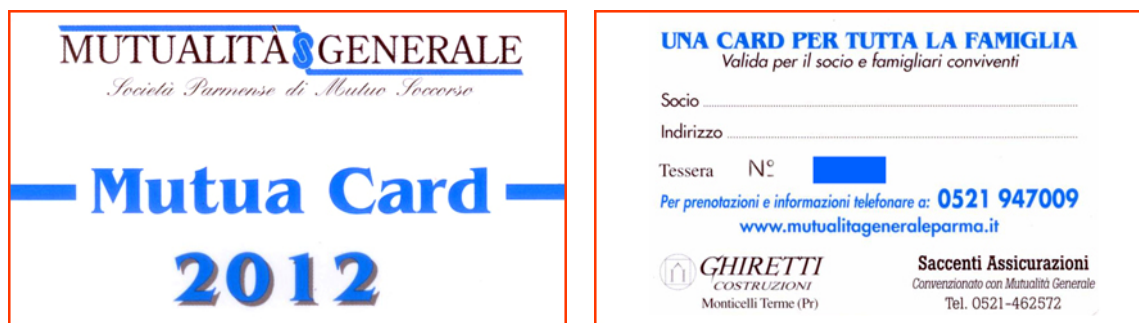 MUTUALITÀ GENERALE
Società Parmense di Mutuo Soccorso
Mutua Card
2012
UNA CARD PER TUTTA LA FAMIGLIA
Valida per il socio e famigliari conviventi
Socio
Indirizzo
Tessera Nº
Per prenotazioni e informazioni telefonare a: 0521 947009
www.mutualitageneraleparma.it
GHIRETTI
COSTRUZIONI
Monticelli Terme (Pr)
Saccenti Assicurazioni
Convenzionato con Mutualità Generale
Tel. 0521-462572